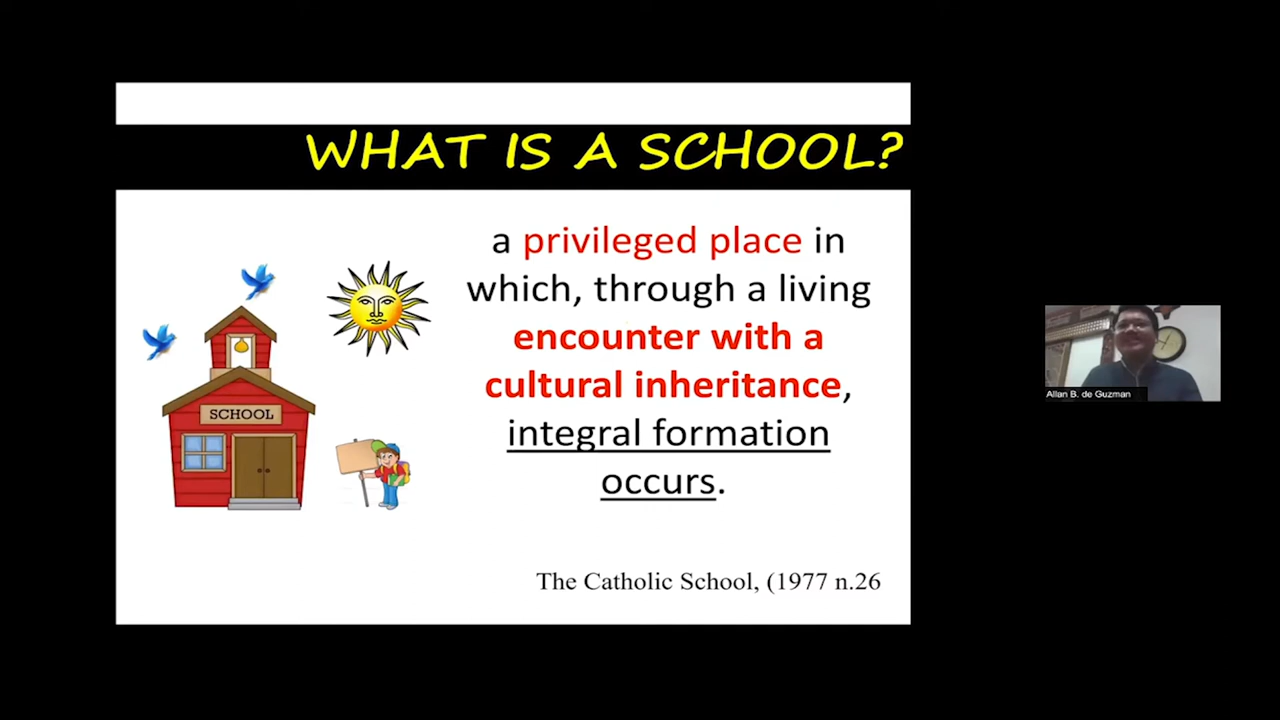 WHAT IS A SCHOOL?
a privileged place in
which, through a living
encounter with a
cultural inheritance,
integral formation
occurs.
SCHOOL
The Catholic School, (1977 n.26
Allan B. de Guzman